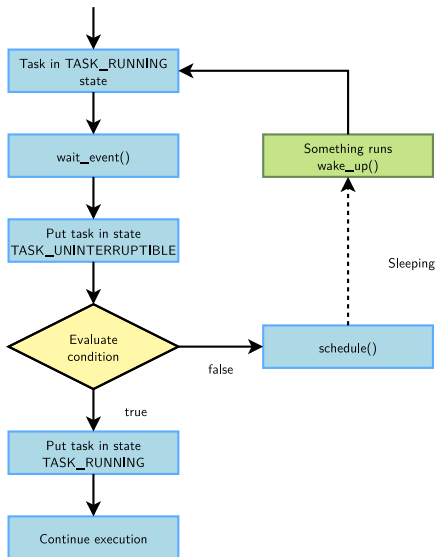 Task in TASK_RUNNING
state
wait_event()
Something runs
wake_up()
Put task in state
TASK_UNINTERRUPTIBLE
Sleeping
Evaluate
condition
schedule()
false
true
Put task in state
TASK_RUNNING
Continue execution